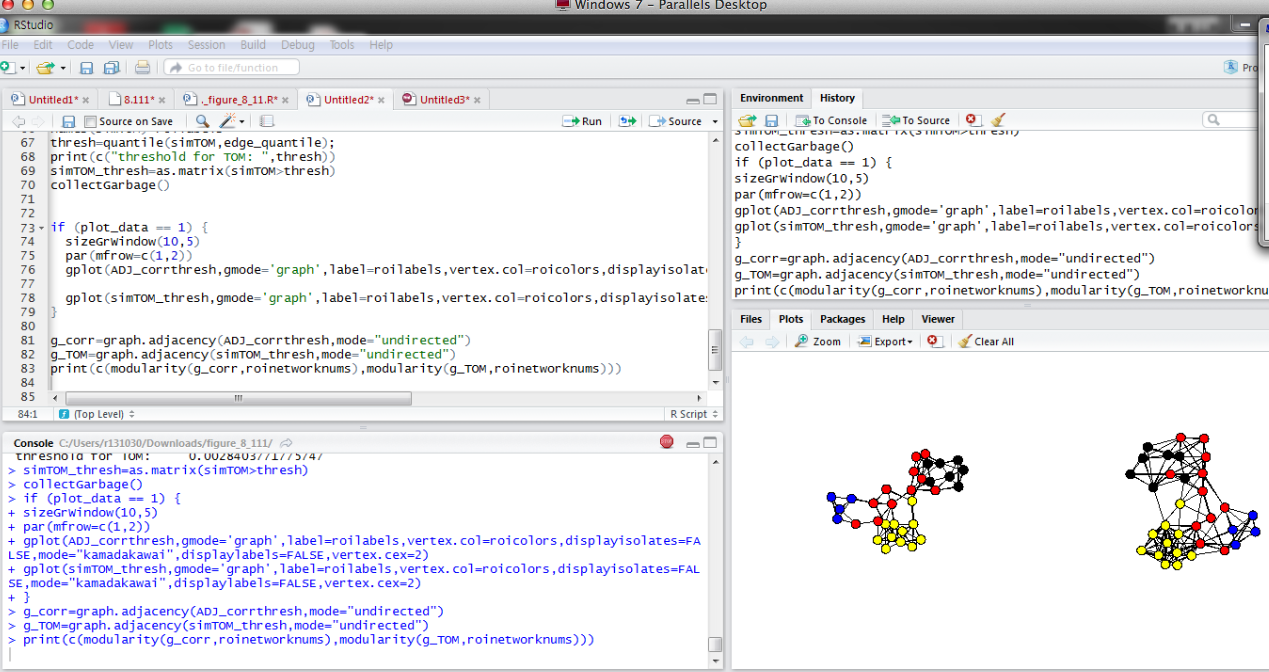 Windows 7 - Parallels Desktop
RStudio
File Edit Code View Plots Session Build Debug Tools Help
Go to file/function
Untitled1* 8.111* ._figure_8_11.R* Untitled2* Untitled3*
Source on Save Run Source
67 thresh=quantile(simTOM,edge_quantile);
68 print(c("threshold for TOM: ",thresh))
69 simTOM_thresh=as.matrix(simTOM>thresh)
70 collectGarbage()
71
72
73 if (plot_data == 1) {
74 sizeGrWindow(10,5)
75 par(mfrow=c(1,2))
76 gplot(ADJ_corrthresh,gmode='graph',label=roilabels,vertex.col=roicolors,displayisolate
77
78 gplot(simTOM_thresh,gmode='graph',label=roilabels,vertex.col=roicolors,displayisolate
79 }
80
81 g_corr=graph.adjacency(ADJ_corrthresh,mode="undirected")
82 g_TOM=graph.adjacency(simTOM_thresh,mode="undirected")
83 print(c(modularity(g_corr,roinetworknums),modularity(g_TOM,roinetworknums)))
84
85
84:1 (Top Level) R Script
Console C:/Users/r131030/Downloads/figure_8_111/
threshold for TOM:
> simTOM_thresh=as.matrix(simTOM>thresh)
> collectGarbage()
> if (plot_data == 1) {
+ sizeGrWindow(10,5)
+ par(mfrow=c(1,2))
+ gplot(ADJ_corrthresh,gmode='graph',label=roilabels,vertex.col=roicolors,displayisolates=FA
LSE,mode="kamadakawai",displaylabels=FALSE,vertex.cex=2)
+ gplot(simTOM_thresh,gmode='graph',label=roilabels,vertex.col=roicolors,displayisolates=FAL
SE,mode="kamadakawai",displaylabels=FALSE,vertex.cex=2)
+ }
> g_corr=graph.adjacency(ADJ_corrthresh,mode="undirected")
> g_TOM=graph.adjacency(simTOM_thresh,mode="undirected")
> print(c(modularity(g_corr,roinetworknums),modularity(g_TOM,roinetworknums)))
Environment History
To Console To Source
simTOM_thresh=as.matrix(simTOM>thresh)
collectGarbage()
if (plot_data == 1) {
sizeGrWindow(10,5)
par(mfrow=c(1,2))
gplot(ADJ_corrthresh,gmode='graph',label=roilabels,vertex.col=roicolor
gplot(simTOM_thresh,gmode='graph',label=roilabels,vertex.col=roicolors
}
g_corr=graph.adjacency(ADJ_corrthresh,mode="undirected")
g_TOM=graph.adjacency(simTOM_thresh,mode="undirected")
print(c(modularity(g_corr,roinetworknums),modularity(g_TOM,roinetworknu
Files Plots Packages Help Viewer
Zoom Export Clear All